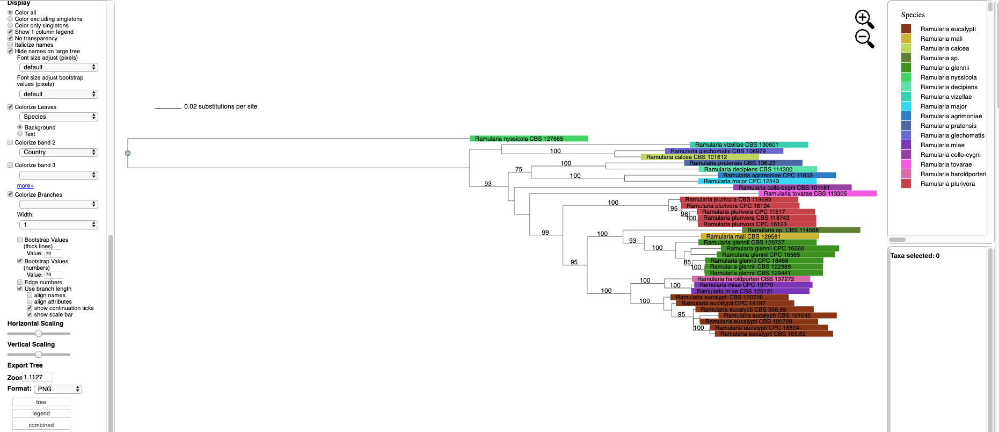 Display
Color all
Color excluding singletons
Color only singletons
Show 1 column legend
No transparency
Italicize names
Hide names on large tree
Font size adjust (pixels)
default
Font size adjust bootstrap
values (pixels)
default
Colorize Leaves
Species
Background
Text
Colorize band 2
Country
Colorize band 3
more+
Colorize Branches
Width:
1
Bootstrap Values
(thick lines)
Value: 70
Bootstrap Values
(numbers)
Value: 70
Edge numbers
Use branch length
align names
align attributes
show continuation ticks
show scale bar
Horizontal Scaling
Vertical Scaling
Export Tree
Zoom 1.1127
Format: PNG
tree
legend
combined
0.02 substitutions per site
Ramularia nyssicola CBS 127665
Ramularia vizellae CBS 130601
100
Ramularia glechomatis CBS 108979
Ramularia calcea CBS 101612
100
Ramularia pratensis CBS 136.23
75
Ramularia decipiens CBS 114300
100
Ramularia agrimoniae CPC 11653
Ramularia major CPC 12543
93
Ramularia collo-cygni CBS 101181
Ramularia tovarae CBS 113305
Ramularia plurivora CBS 118693
100
Ramularia plurivora CPC 16124
95
Ramularia plurivora CPC 11517
98
Ramularia plurivora CBS 118743
100
Ramularia plurivora CPC 16123
Ramularia sp. CBS 114568
99
100
Ramularia mali CBS 129581
93
Ramularia glennii CBS 120727
100
Ramularia glennii CPC 16560
Ramularia glennii CPC 16565
95
85
Ramularia glennii CPC 18468
100
Ramularia glennii CBS 122989
Ramularia glennii CBS 129441
100
Ramularia haroldporteri CBS 137272
100
Ramularia miae CPC 19770
100
Ramularia miae CBS 120121
Ramularia eucalypti CBS 120726
100
Ramularia eucalypti CPC 19187
Ramularia eucalypti CBS 356.69
95
Ramularia eucalypti CBS 101045
Ramularia eucalypti CBS 120728
100
Ramularia eucalypti CPC 16804
Ramularia eucalypti CBS 155.82
Species
Ramularia eucalypti
Ramularia mali
Ramularia calcea
Ramularia sp.
Ramularia glennii
Ramularia nyssicola
Ramularia decipiens
Ramularia vizellae
Ramularia major
Ramularia agrimoniae
Ramularia pratensis
Ramularia glechomatis
Ramularia miae
Ramularia collo-cygni
Ramularia tovarae
Ramularia haroldporteri
Ramularia plurivora
Taxa selected: 0